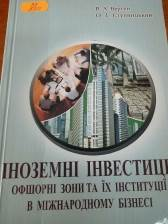 ІНОЗЕМНІ ІНВЕСТИЦІЇ
ОФШОРНІ ЗОНИ ТА ЇХ ІНСТИТУЦІЇ
В МІЖНАРОДНОМУ БІЗНЕСІ